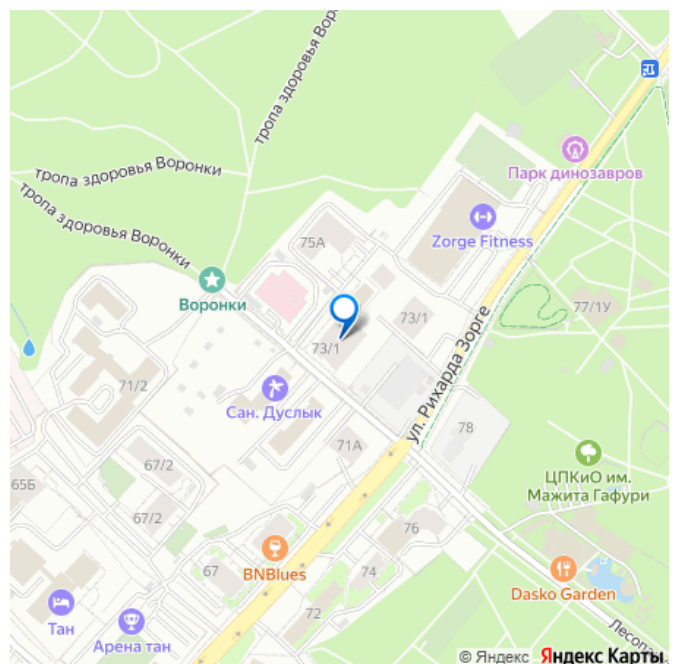 тропа здоровья Ворон
Парк динозавров
тропа здоровья Воронки
тропа здоровья Воронки
Zorge Fitness
75А
Воронки
77/1У
73/1
73/1
ул. Рихарда Зорге
71/2
Сан. Дуслык
78
71А
ЦПКиО им.
Мажита Гафури
67/2
65Б
67/2
76
BNBlues
67
74
Dasko Garden
Тан
72
Арена тан
Лесопа
© Яндекс Яндекс Карты